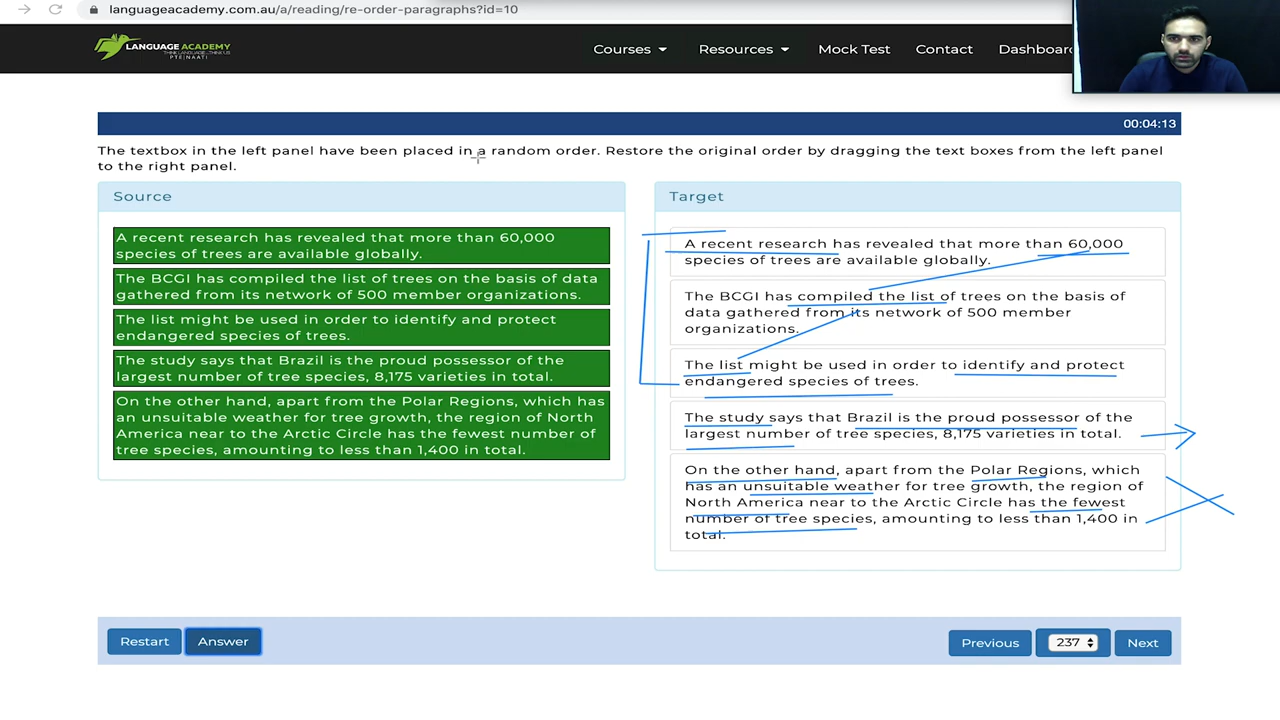 languageacademy.com.au/a/reading/re-order-paragraphs?id=10
LANGUAGE ACADEMY
THINK LANGUAGE-THINK US
PTE|NAATI
Courses
Resources
Mock Test
Contact
Dashboard
00:04:13
The textbox in the left panel have been placed in a random order. Restore the original order by dragging the text boxes from the left panel
to the right panel.
Source
A recent research has revealed that more than 60,000
species of trees are available globally.
The BCGI has compiled the list of trees on the basis of data
gathered from its network of 500 member organizations.
The list might be used in order to identify and protect
endangered species of trees.
The study says that Brazil is the proud possessor of the
largest number of tree species, 8,175 varieties in total.
On the other hand, apart from the Polar Regions, which has
an unsuitable weather for tree growth, the region of North
America near to the Arctic Circle has the fewest number of
tree species, amounting to less than 1,400 in total.
Target
A recent research has revealed that more than 60,000
species of trees are available globally.
The BCGI has compiled the list of trees on the basis of
data gathered from its network of 500 member
organizations.
The list might be used in order to identify and protect
endangered species of trees.
The study says that Brazil is the proud possessor of the
largest number of tree species, 8,175 varieties in total.
On the other hand, apart from the Polar Regions, which
has an unsuitable weather for tree growth, the region of
North America near to the Arctic Circle has the fewest
number of tree species, amounting to less than 1,400 in
total.
Restart
Answer
Previous
237
Next